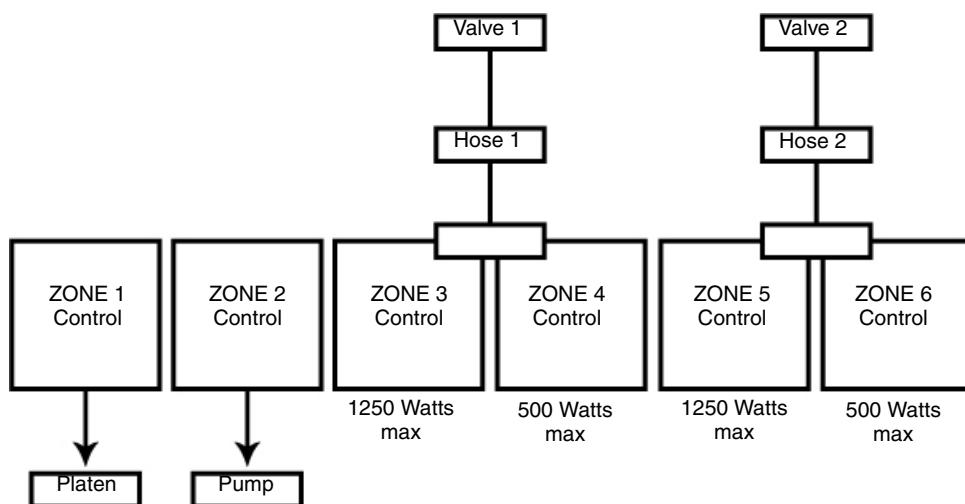 Valve 1
Valve 2
Hose 1
Hose 2
ZONE 1
Control
ZONE 2
Control
ZONE 3
Control
ZONE 4
Control
ZONE 5
Control
ZONE 6
Control
1250 Watts
max
500 Watts
max
1250 Watts
max
500 Watts
max
Platen
Pump